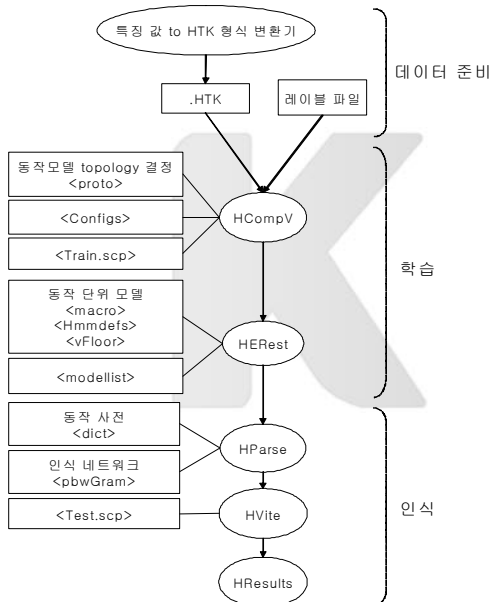 특징 값 to HTK 형식 변환기
데이터 준비
.HTK
레이블 파일
동작모델 topology 결정
<proto>
<Configs>
<Train.scp>
HCompV
학습
동작 단위 모델
<macro>
<Hmmdefs>
<vFloor>
<modellist>
HERest
동작 사전
<dict>
인식 네트워크
<pbwGram>
<Test.scp>
HParse
HVite
HResults
인식